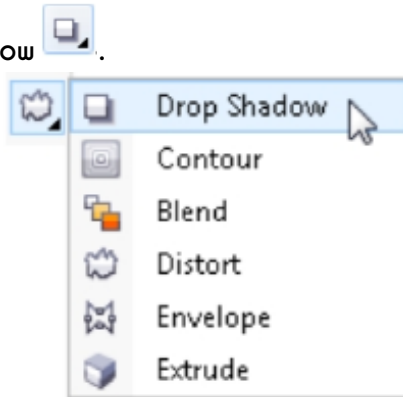 ow .
Drop Shadow
Contour
Blend
Distort
Envelope
Extrude